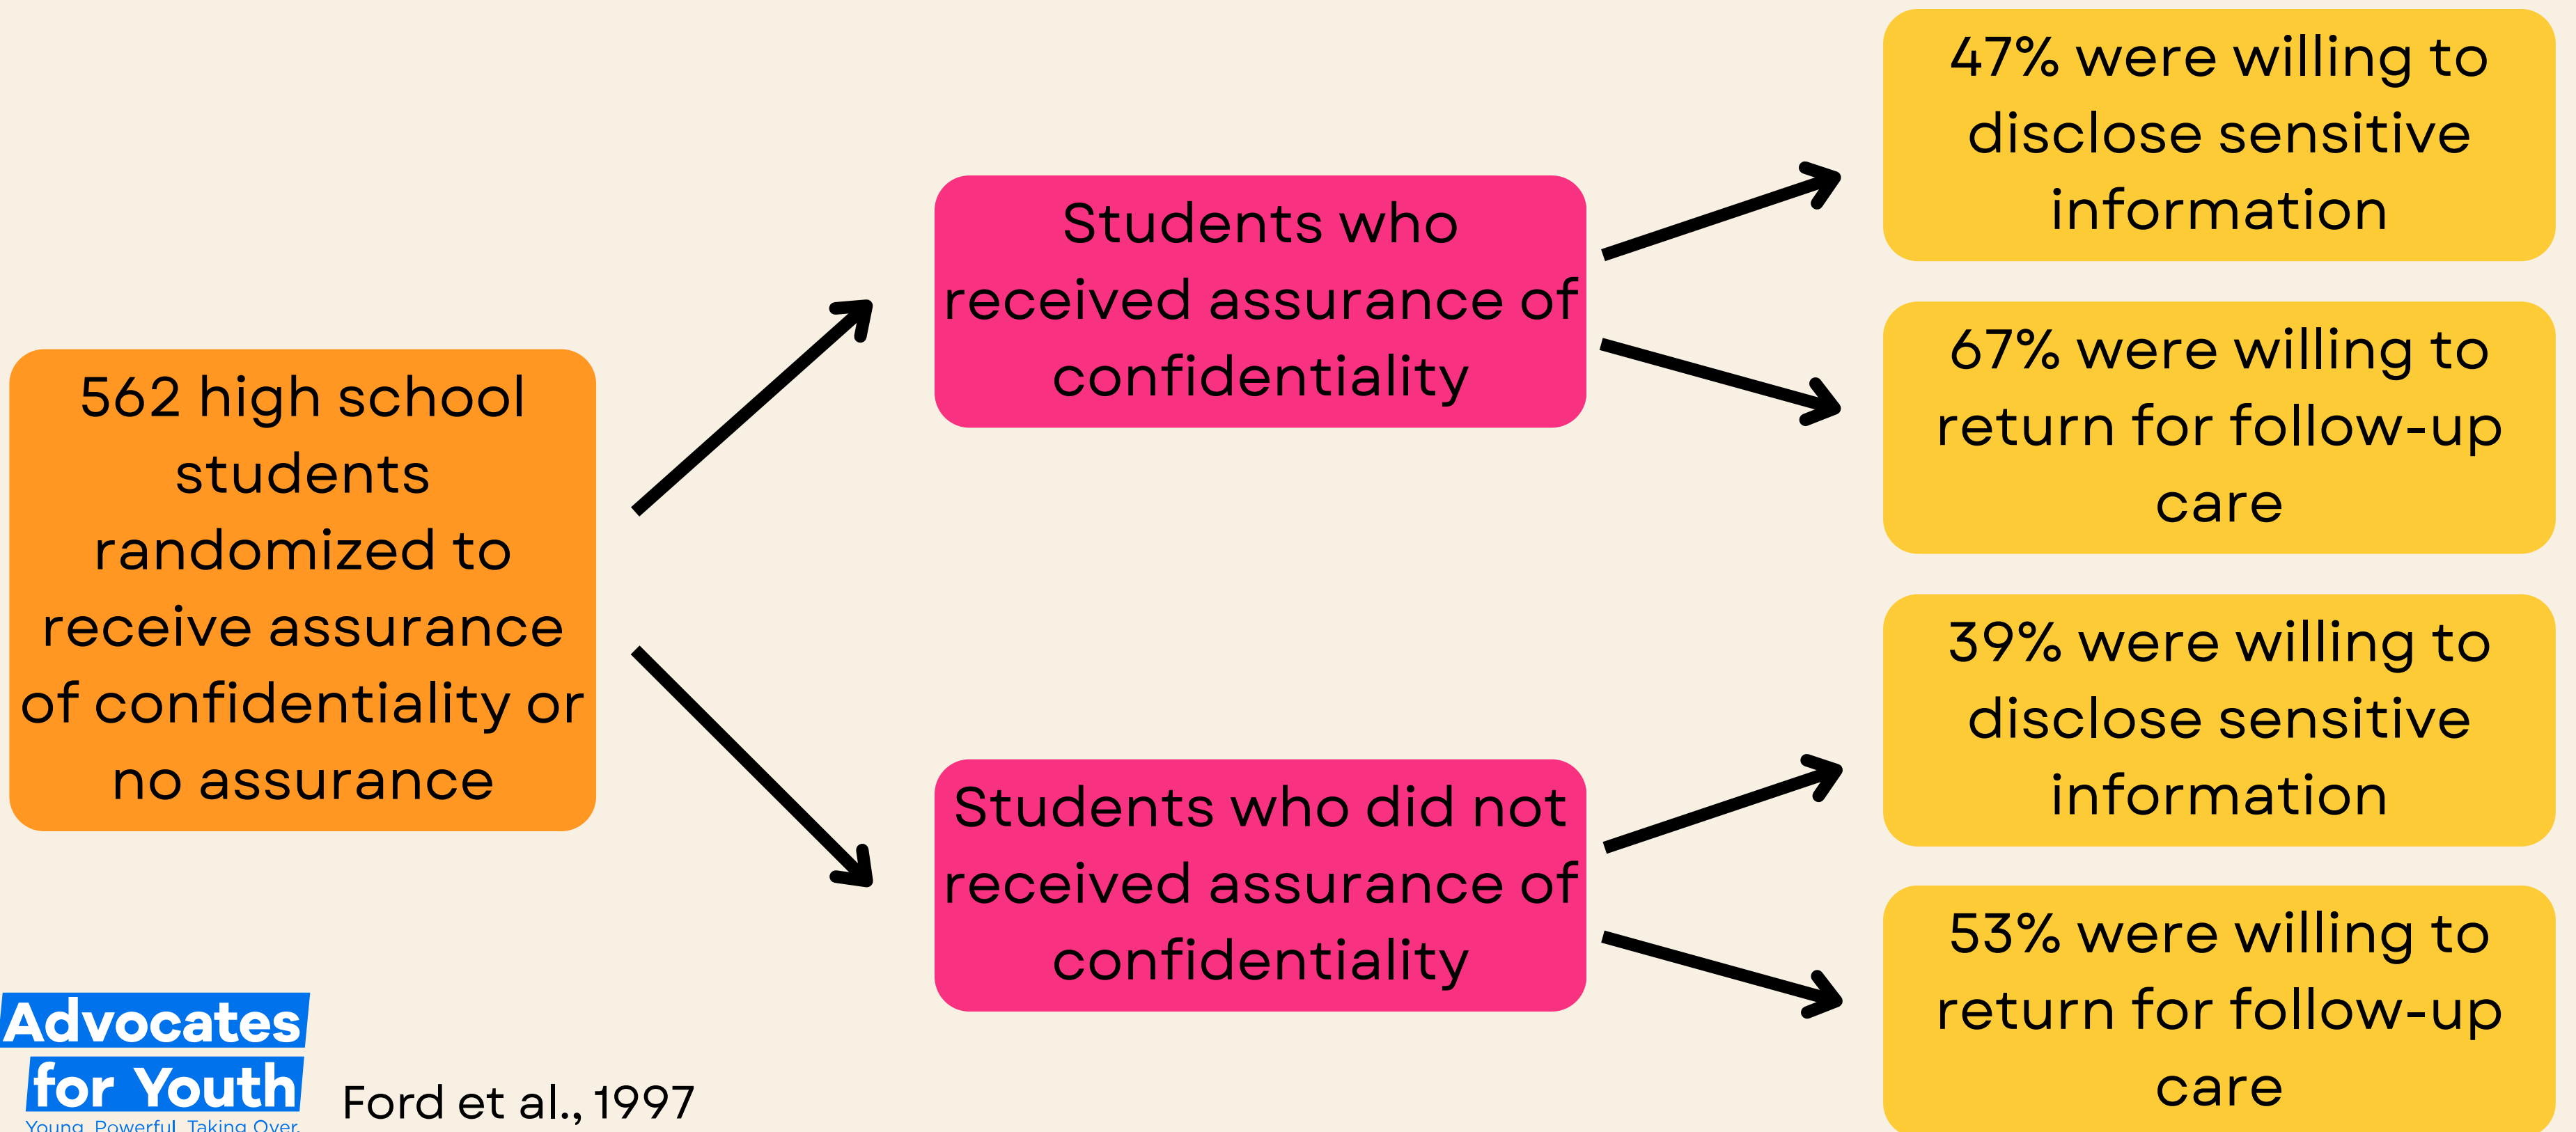 562 high school
students
randomized to
receive assurance
of confidentiality or
no assurance
Students who
received assurance of
confidentiality
47% were willing to
disclose sensitive
information
67% were willing to
return for follow-up
care
Students who did not
received assurance of
confidentiality
39% were willing to
disclose sensitive
information
53% were willing to
return for follow-up
care
Advocates
for Youth
Young. Powerful. Taking Over.
Ford et al., 1997